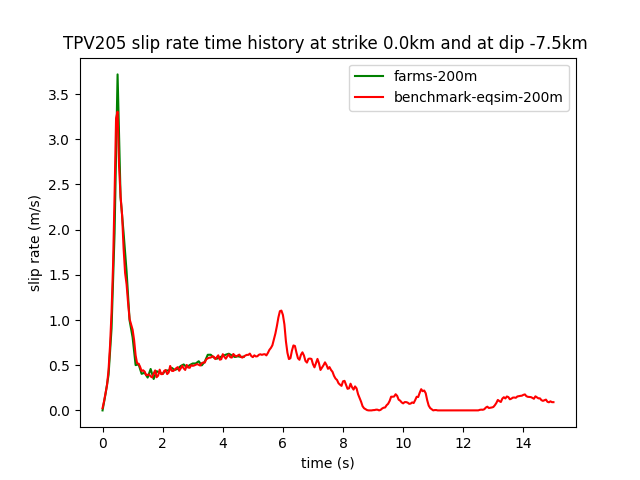 TPV205 slip rate time history at strike 0.0km and at dip -7.5km
farms-200m
benchmark-eqsim-200m
slip rate (m/s)
3.5
3.0
2.5
2.0
1.5
1.0
0.5
0.0
0 2 4 6 8 10 12 14
time (s)